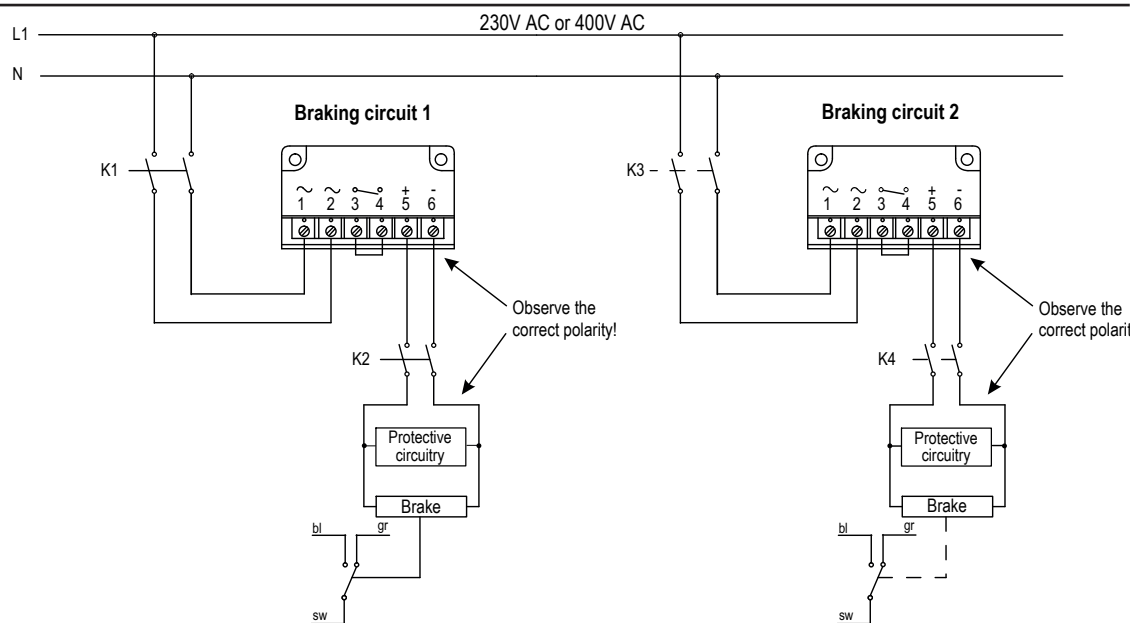 230V AC or 400V AC
L1
N
Braking circuit 1
Braking circuit 2
K1
K3
∼ ∼ + -
1 2 3 4 5 6
∼ ∼ + -
1 2 3 4 5 6
Observe the
correct polarity!
Observe the
correct polarit
K2
K4
Protective
circuitry
Protective
circuitry
Brake
Brake
bl
gr
bl
gr
sw
sw